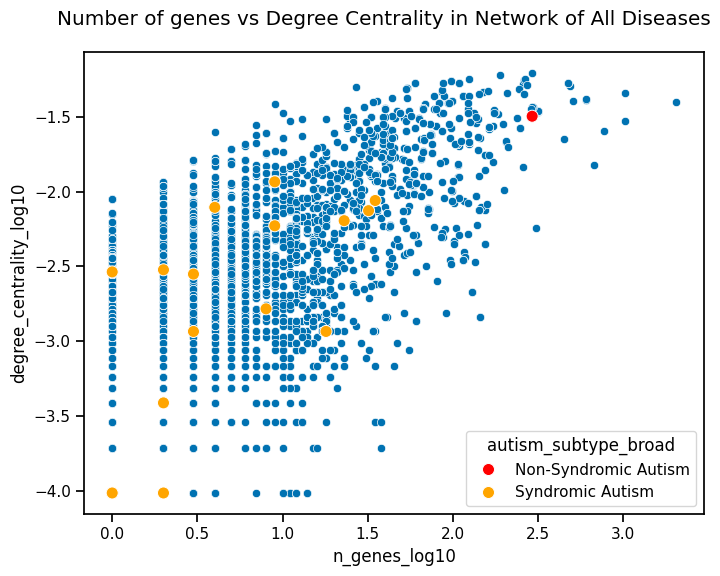 Number of genes vs Degree Centrality in Network of All Diseases
degree_centrality_log10
−1.5
−2.0
−2.5
−3.0
−3.5
−4.0
autism_subtype_broad
Non-Syndromic Autism
Syndromic Autism
0.0 0.5 1.0 1.5 2.0 2.5 3.0
n_genes_log10